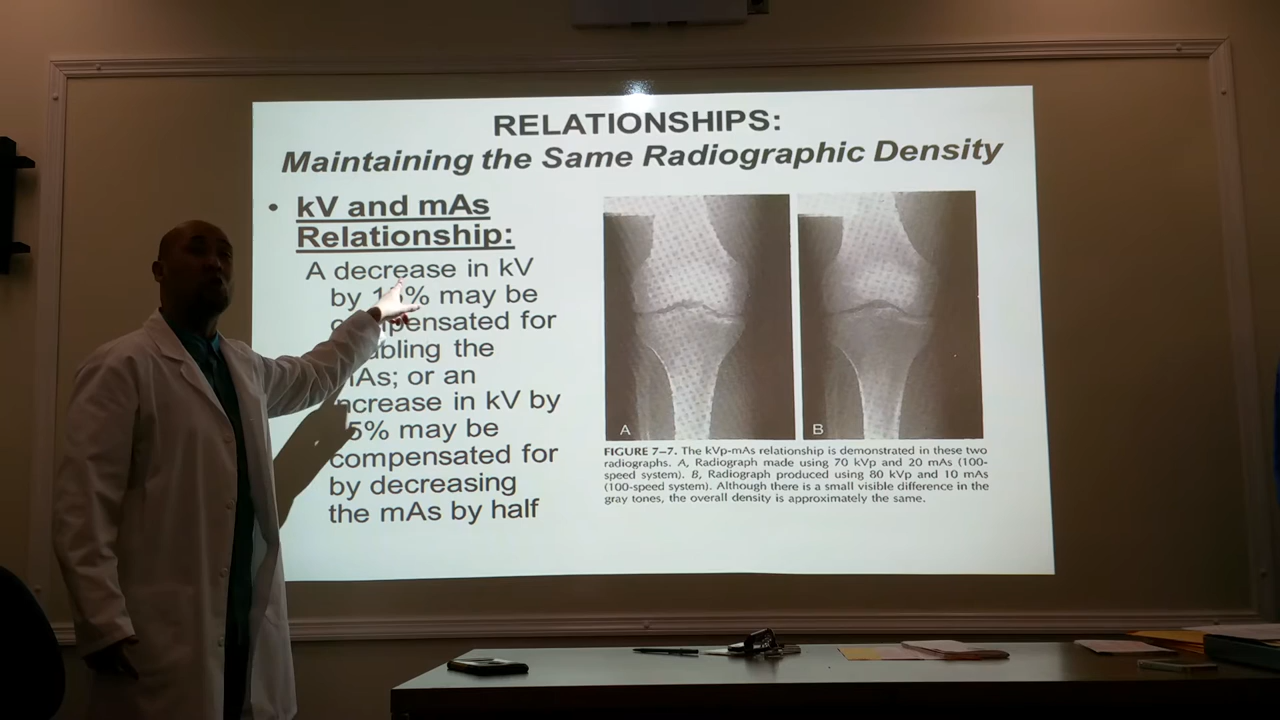 RELATIONSHIPS:
Maintaining the Same Radiographic Density
• kV and mAs
Relationship:
A decrease in kV
by % may be
for
the
or an
increase in kV by
may be
compensated for
by decreasing
the mAs by half
A
B
FIGURE 7–7. The kVp-mAs relationship is demonstrated in these two
radiographs. A, Radiograph made using 70 kVp and 20 mAs (100-
speed system). B, Radiograph produced using 80 kVp and 10 mAs
(100-speed system). Although there is a small visible difference in the
gray tones, the overall density is approximately the same.